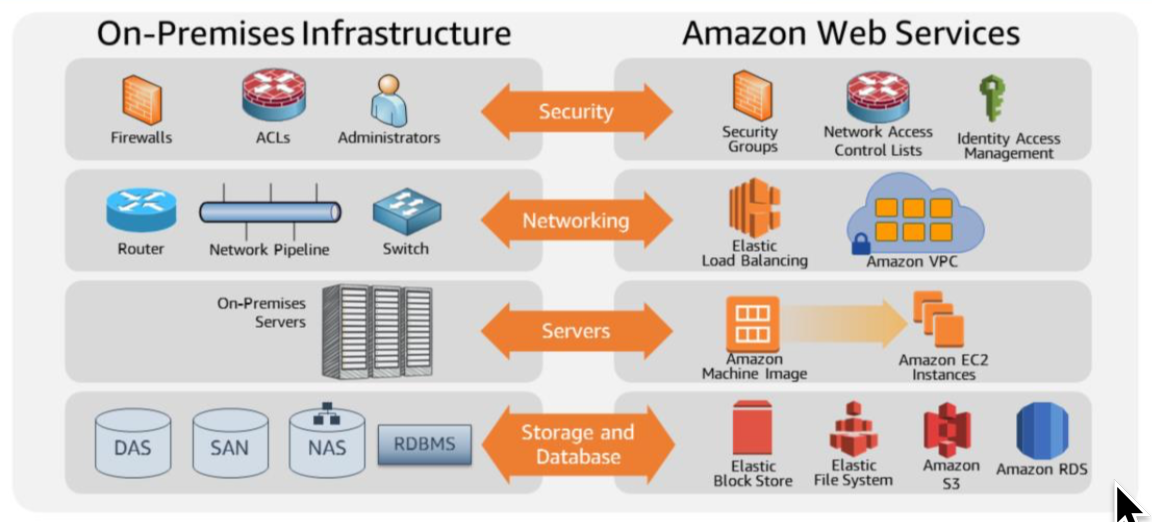 On-Premises Infrastructure
Amazon Web Services
Firewalls
ACLs
Administrators
Security
Security
Groups
Network Access
Control Lists
Identity Access
Management
Router
Network Pipeline
Switch
Networking
Elastic
Load Balancing
Amazon VPC
On-Premises
Servers
Servers
Amazon
Machine Image
Amazon EC2
Instances
DAS
SAN
NAS
RDBMS
Storage and
Database
Elastic
Block Store
Elastic
File System
Amazon
S3
Amazon RDS